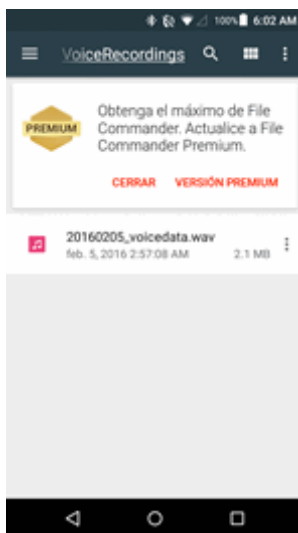 100% 6:02 AM
VoiceRecordings
Obtenga el máximo de File
Commander. Actualice a File
Commander Premium.
PREMIUM
CERRAR VERSIÓN PREMIUM
20160205_voicedata.wav
feb. 5, 2016 2:57:08 AM 2.1 MB